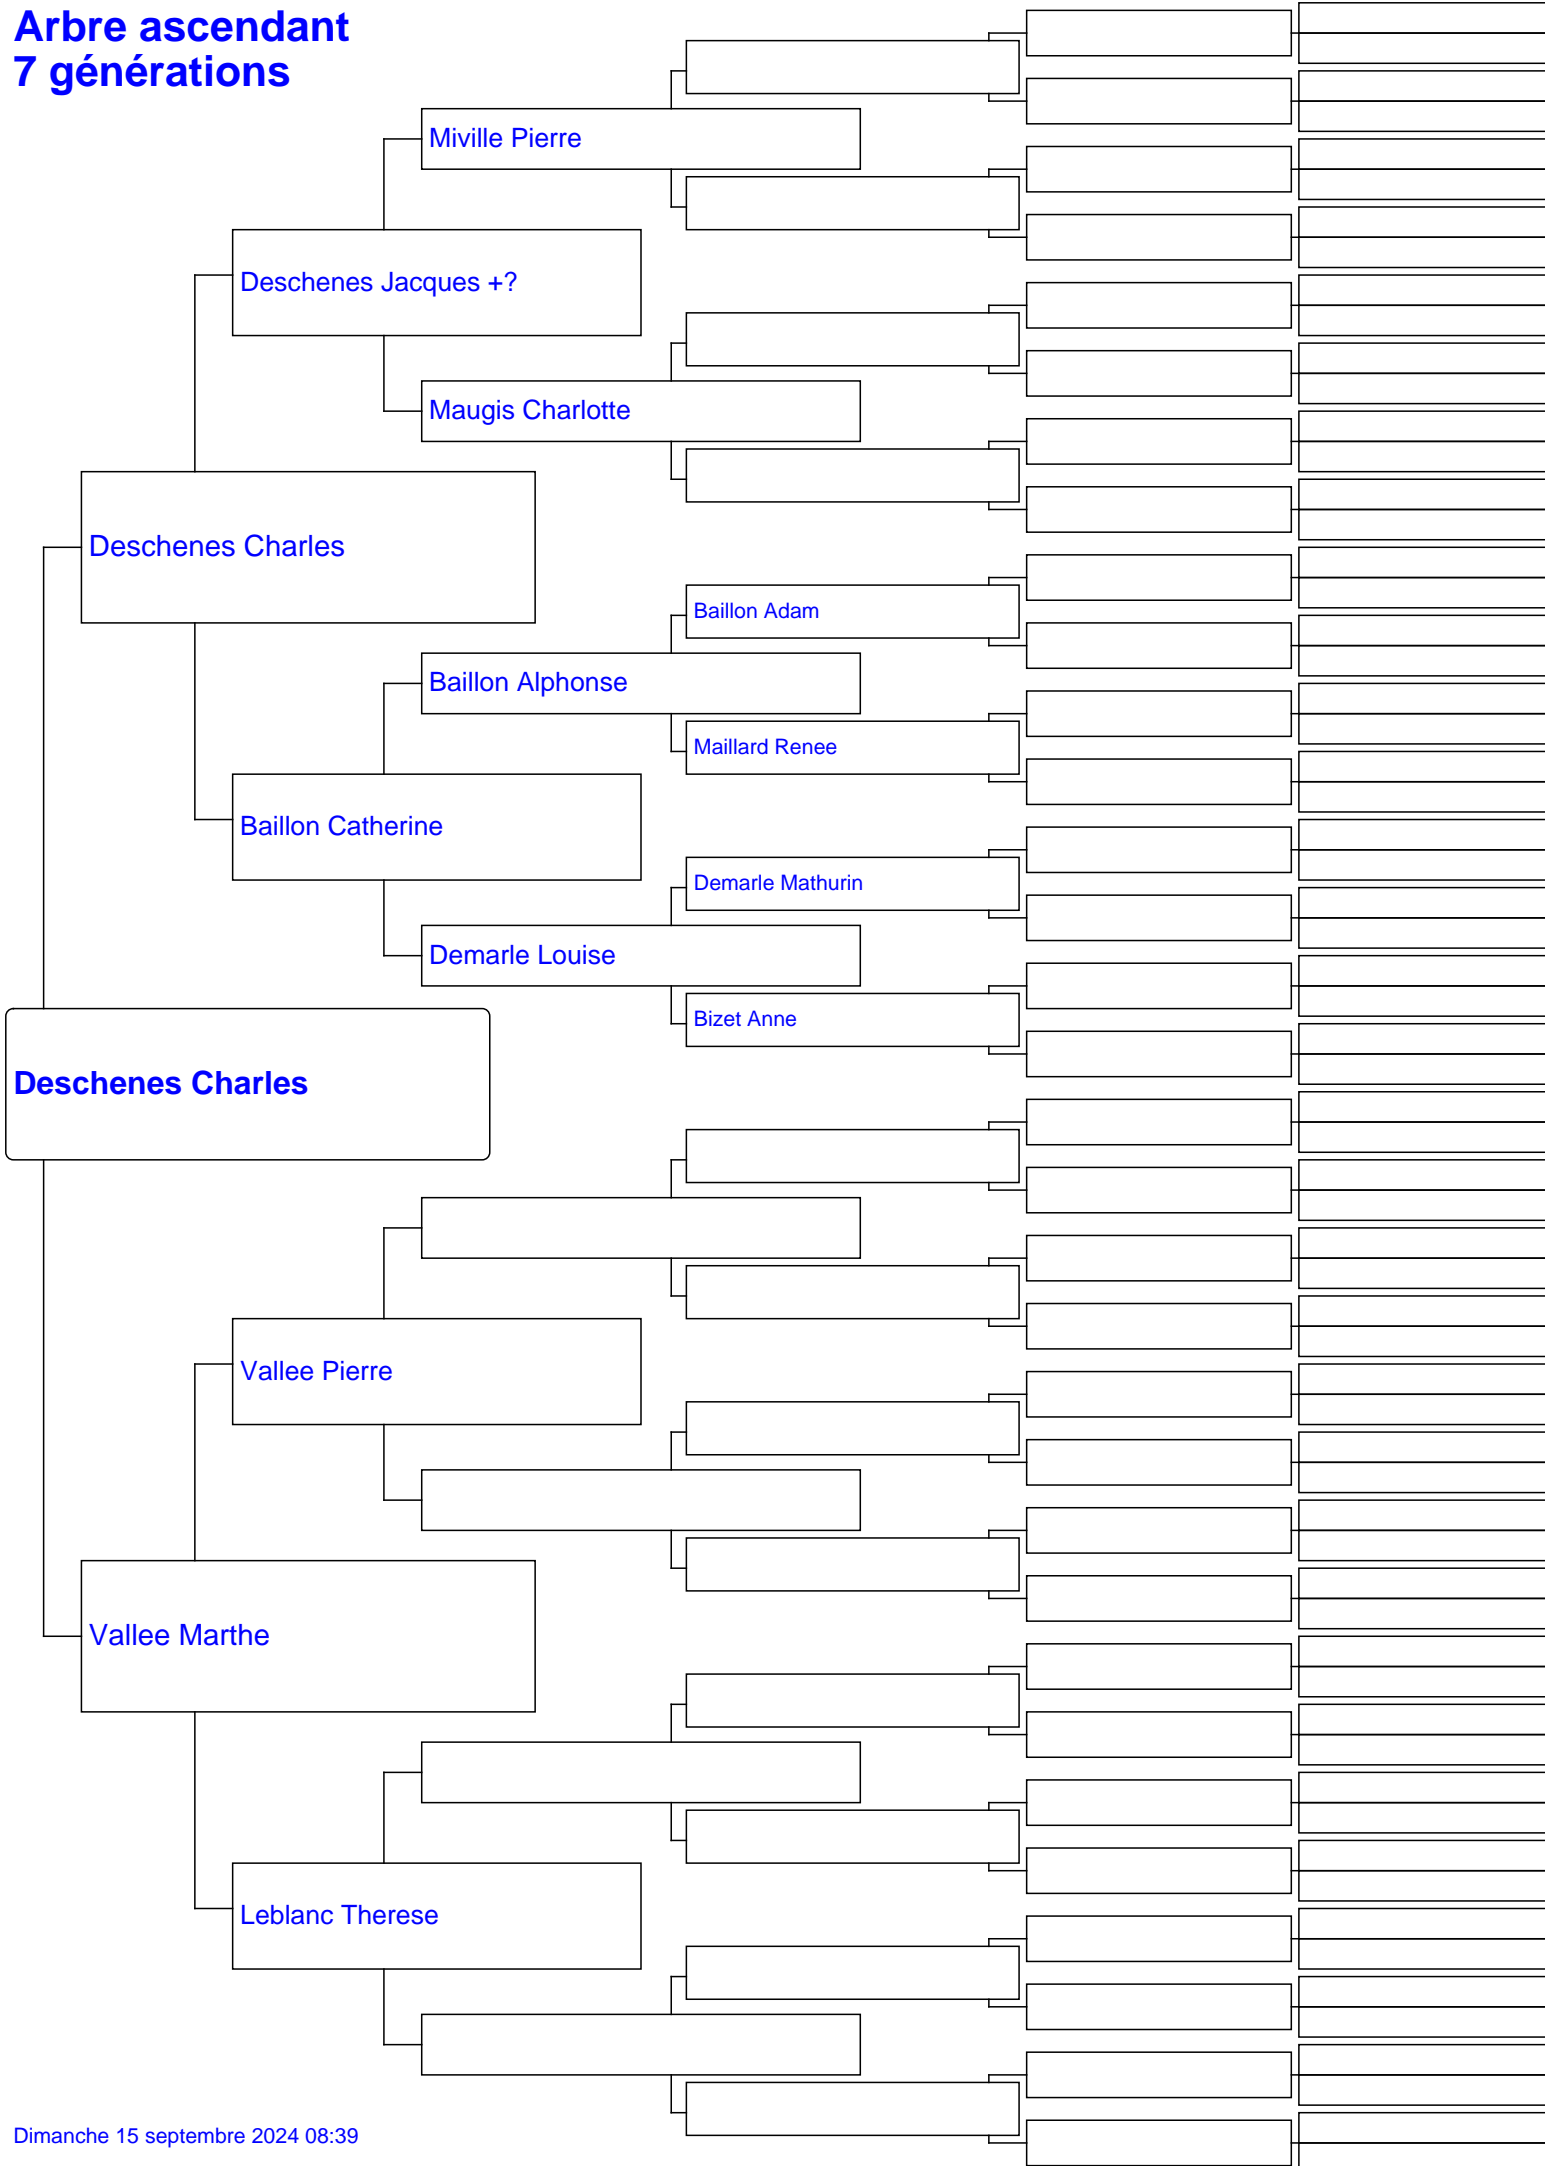 Arbre ascendant
7 générations
Miville Pierre
Deschenes Jacques +?
Maugis Charlotte
Deschenes Charles
Baillon Adam
Baillon Alphonse
Maillard Renee
Baillon Catherine
Demarle Mathurin
Demarle Louise
Bizet Anne
Deschenes Charles
Vallee Pierre
Vallee Marthe
Leblanc Therese
Dimanche 15 septembre 2024 08:39